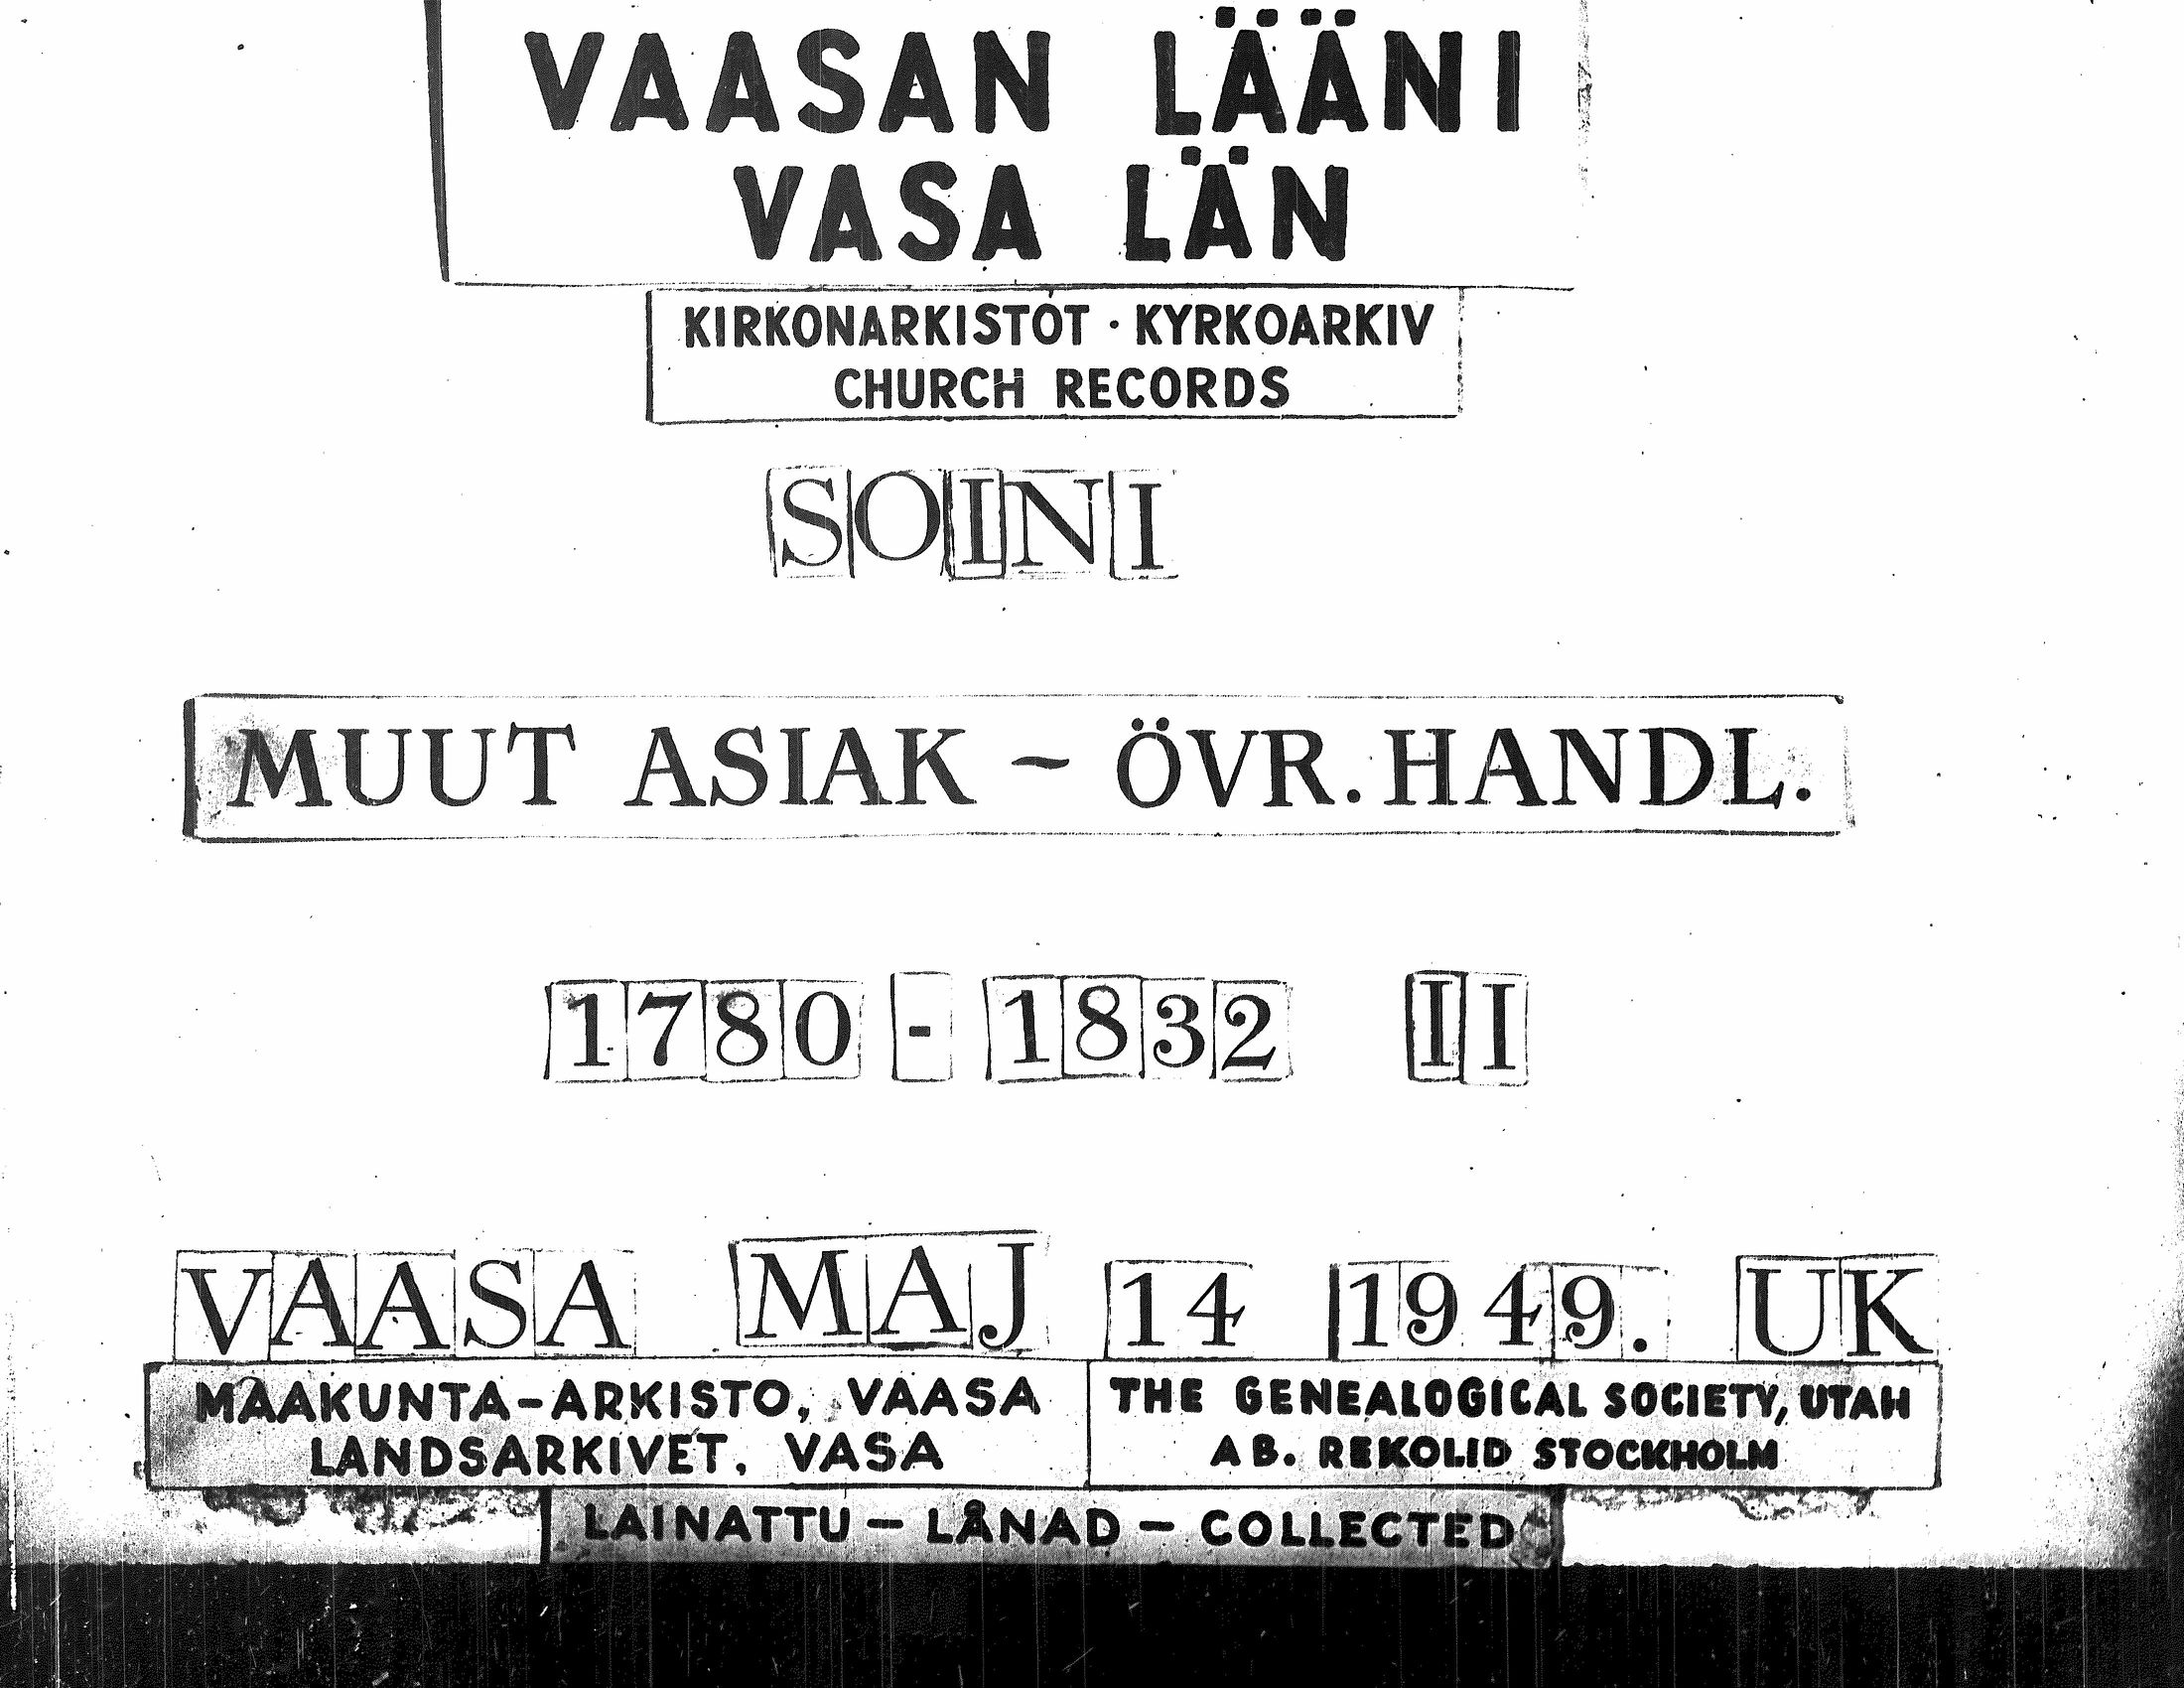 VAASAN LÄÄNI
VASA LÄN
KIRKONARKISTOT · KYRKOARKIV
CHURCH RECORDS
SOINI
MUUT ASIAK ~ ÖVR. HANDL.
1780 - 1832 II
VAASA MAJ 14 1949. UK
MAAKUNTA-ARKISTO, VAASA
LANDSARKIVET, VASA
THE GENEALOGICAL SOCIETY, UTAH
AB. REKOLID STOCKHOLM
LAINATTU - LÅNAD - COLLECTED